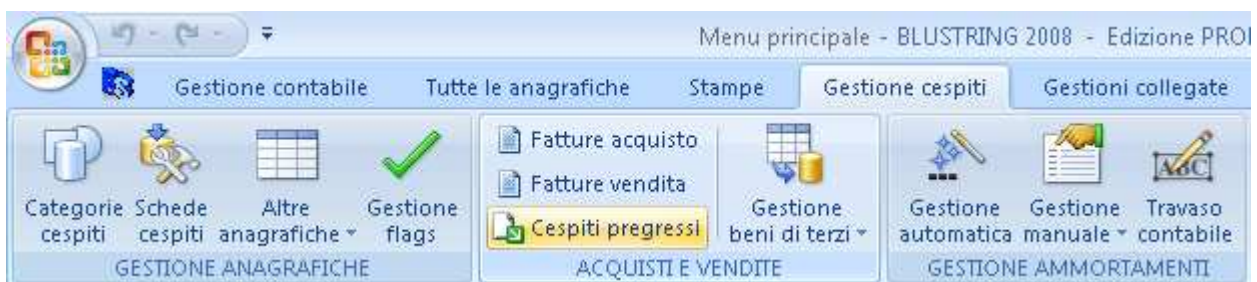 Menu principale - BLUSTRING 2008 - Edizione PROI
Gestione contabile Tutte le anagrafiche Stampe Gestione cespiti Gestioni collegate
Categorie cespiti
Schede cespiti
Altre anagrafiche
Gestione flags
GESTIONE ANAGRAFICHE
Fatture acquisto
Fatture vendita
Cespiti pregressi
Gestione beni di terzi
ACQUISTI E VENDITE
Gestione automatica
Gestione manuale
ABC
Travaso contabile
GESTIONE AMMORTAMENTI